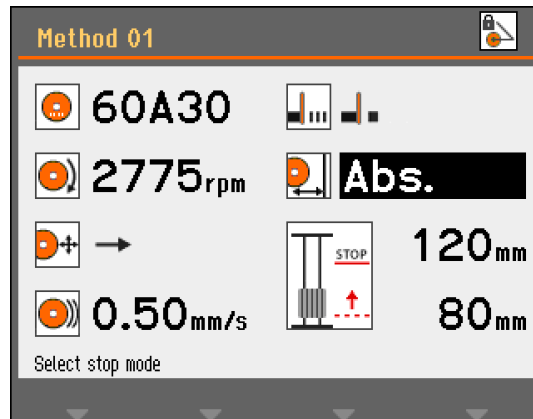 Method 01
60A30
2775rpm
Abs.
STOP
120mm
0.50mm/s
80mm
Select stop mode